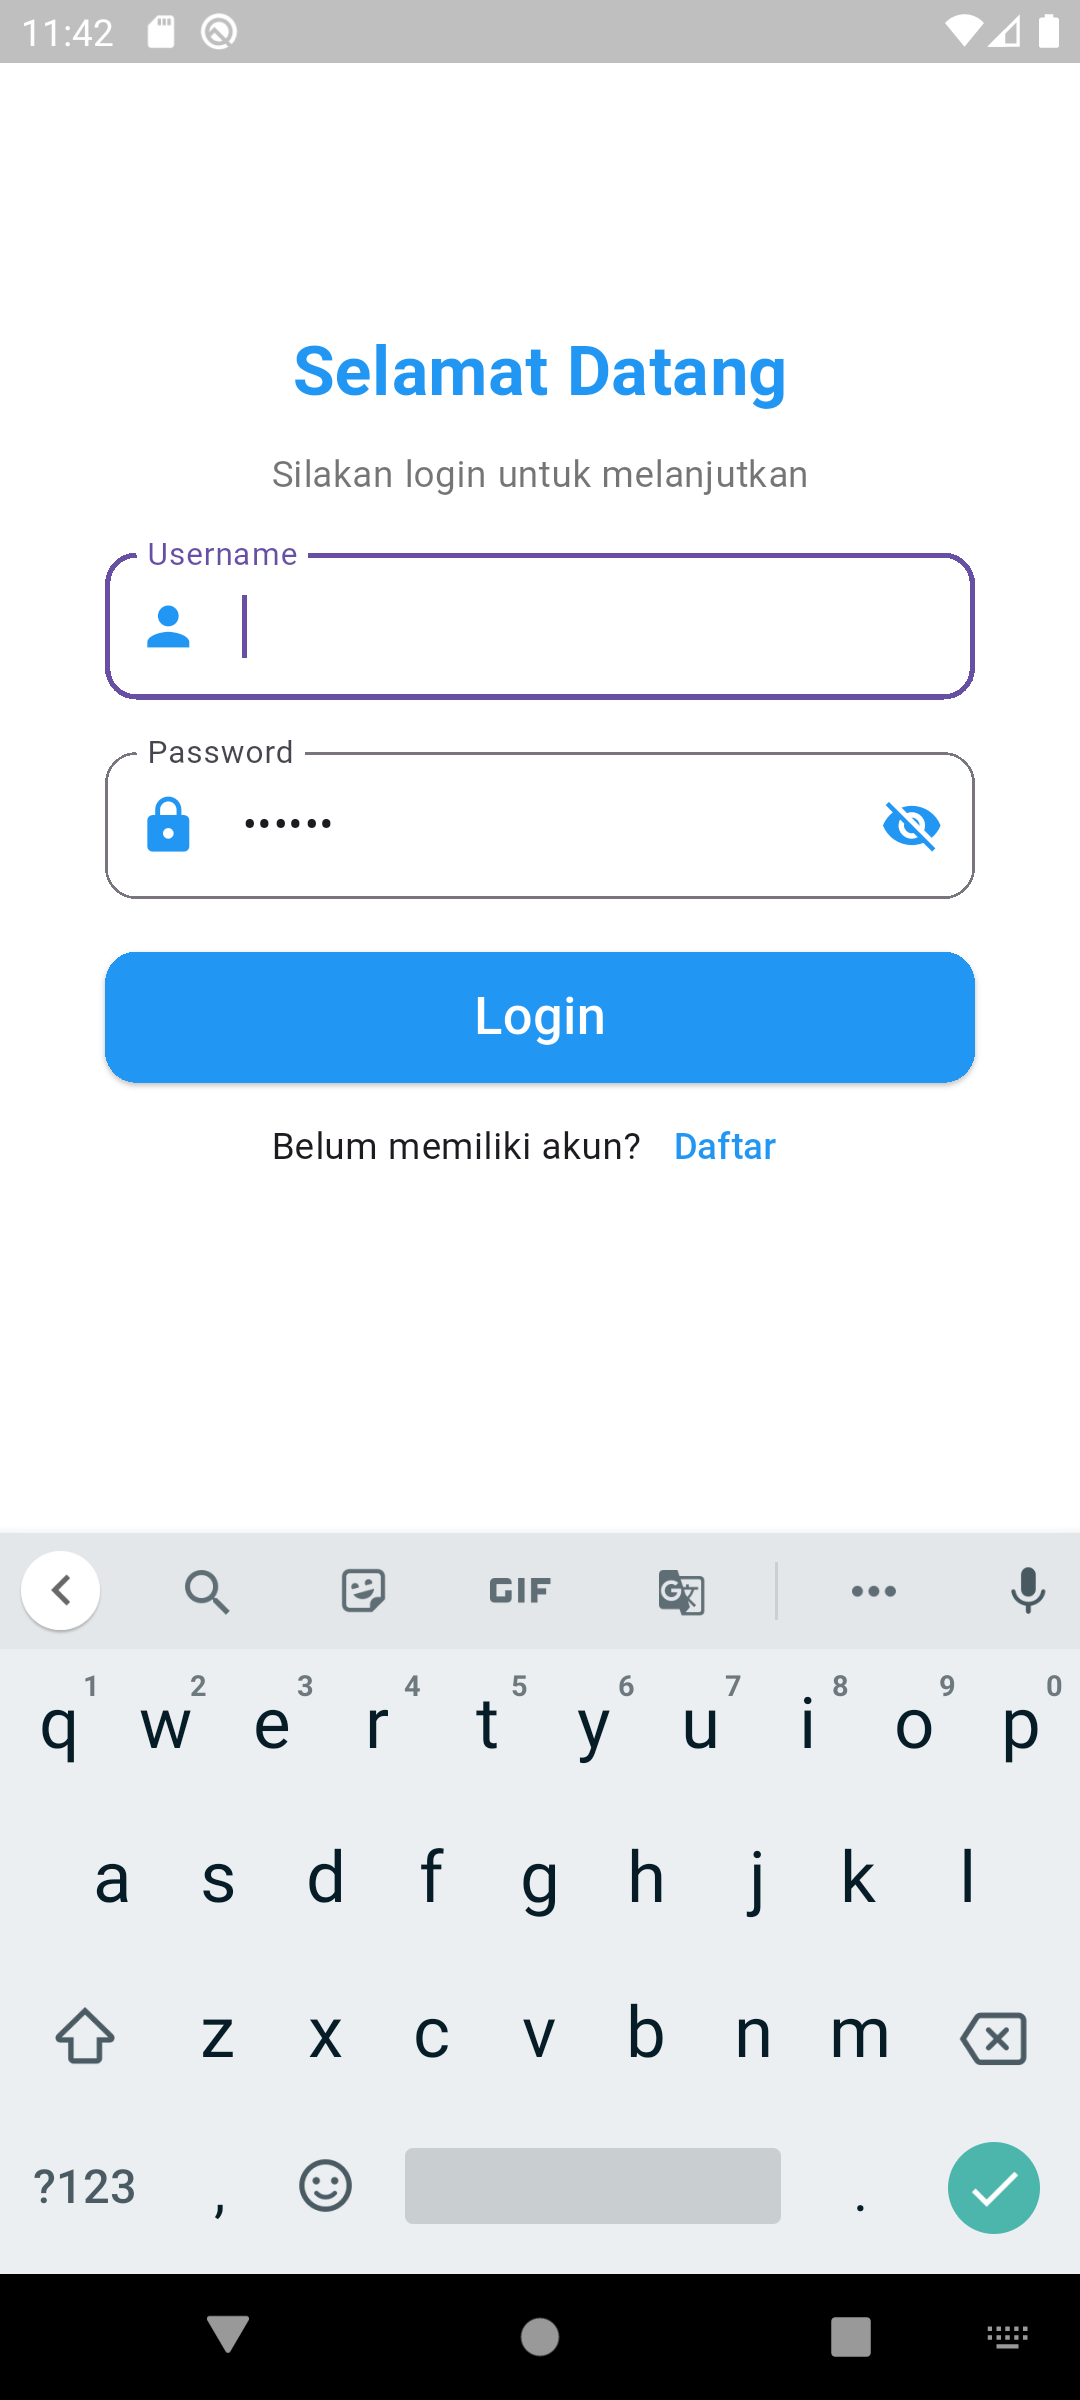 11:42
Selamat Datang
Silakan login untuk melanjutkan
Username
Password
••••••
Login
Belum memiliki akun? Daftar
GIF
G
1 2 3 4 5 6 7 8 9 0
q w e r t y u i o p
a s d f g h j k l
z x c v b n m
?123 , .